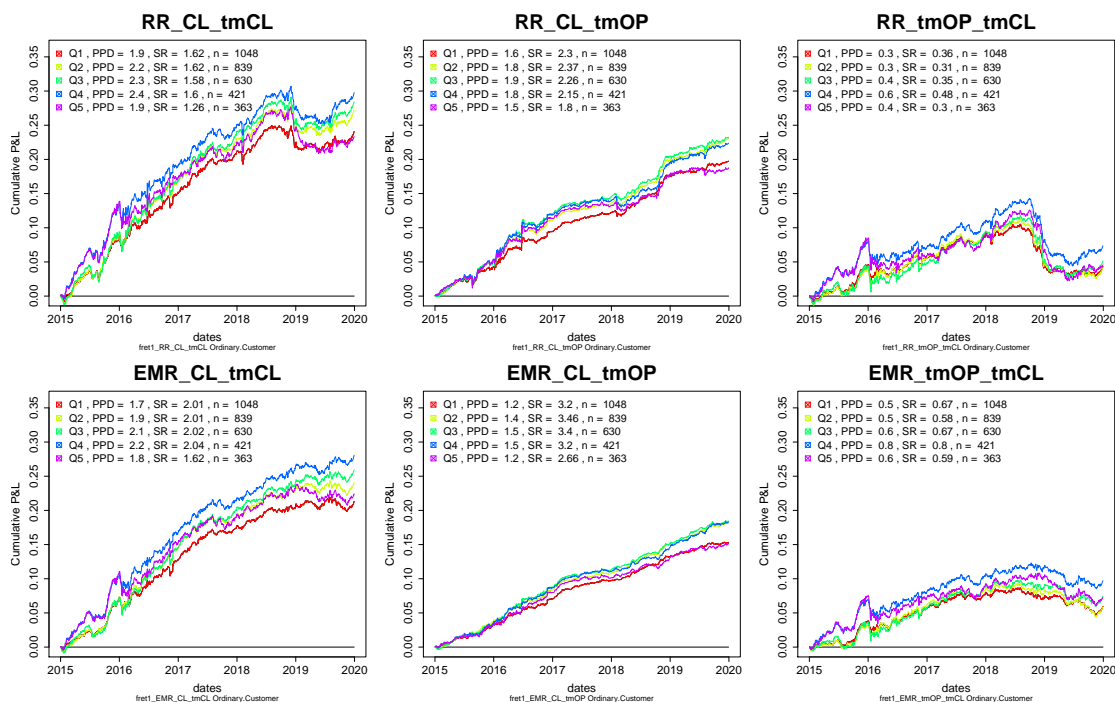 RR_CL_tmCL
Cumulative P&L
0.00 0.05 0.10 0.15 0.20 0.25 0.30 0.35
Q1 , PPD = 1.9 , SR = 1.62 , n = 1048
Q2 , PPD = 2.2 , SR = 1.62 , n = 839
Q3 , PPD = 2.3 , SR = 1.58 , n = 630
Q4 , PPD = 2.4 , SR = 1.6 , n = 421
Q5 , PPD = 1.9 , SR = 1.26 , n = 363
2015 2016 2017 2018 2019 2020
dates
fret1_RR_CL_tmCL Ordinary.Customer
RR_CL_tmOP
Cumulative P&L
0.00 0.05 0.10 0.15 0.20 0.25 0.30 0.35
Q1 , PPD = 1.6 , SR = 2.3 , n = 1048
Q2 , PPD = 1.8 , SR = 2.37 , n = 839
Q3 , PPD = 1.9 , SR = 2.26 , n = 630
Q4 , PPD = 1.8 , SR = 2.15 , n = 421
Q5 , PPD = 1.5 , SR = 1.8 , n = 363
2015 2016 2017 2018 2019 2020
dates
fret1_RR_CL_tmOP Ordinary.Customer
RR_tmOP_tmCL
Cumulative P&L
0.00 0.05 0.10 0.15 0.20 0.25 0.30 0.35
Q1 , PPD = 0.3 , SR = 0.36 , n = 1048
Q2 , PPD = 0.3 , SR = 0.31 , n = 839
Q3 , PPD = 0.4 , SR = 0.35 , n = 630
Q4 , PPD = 0.6 , SR = 0.48 , n = 421
Q5 , PPD = 0.4 , SR = 0.3 , n = 363
2015 2016 2017 2018 2019 2020
dates
fret1_RR_tmOP_tmCL Ordinary.Customer
EMR_CL_tmCL
Cumulative P&L
0.00 0.05 0.10 0.15 0.20 0.25 0.30 0.35
Q1 , PPD = 1.7 , SR = 2.01 , n = 1048
Q2 , PPD = 1.9 , SR = 2.01 , n = 839
Q3 , PPD = 2.1 , SR = 2.02 , n = 630
Q4 , PPD = 2.2 , SR = 2.04 , n = 421
Q5 , PPD = 1.8 , SR = 1.62 , n = 363
2015 2016 2017 2018 2019 2020
dates
fret1_EMR_CL_tmCL Ordinary.Customer
EMR_CL_tmOP
Cumulative P&L
0.00 0.05 0.10 0.15 0.20 0.25 0.30 0.35
Q1 , PPD = 1.2 , SR = 3.2 , n = 1048
Q2 , PPD = 1.4 , SR = 3.46 , n = 839
Q3 , PPD = 1.5 , SR = 3.4 , n = 630
Q4 , PPD = 1.5 , SR = 3.2 , n = 421
Q5 , PPD = 1.2 , SR = 2.66 , n = 363
2015 2016 2017 2018 2019 2020
dates
fret1_EMR_CL_tmOP Ordinary.Customer
EMR_tmOP_tmCL
Cumulative P&L
0.00 0.05 0.10 0.15 0.20 0.25 0.30 0.35
Q1 , PPD = 0.5 , SR = 0.67 , n = 1048
Q2 , PPD = 0.5 , SR = 0.58 , n = 839
Q3 , PPD = 0.6 , SR = 0.67 , n = 630
Q4 , PPD = 0.8 , SR = 0.8 , n = 421
Q5 , PPD = 0.6 , SR = 0.59 , n = 363
2015 2016 2017 2018 2019 2020
dates
fret1_EMR_tmOP_tmCL Ordinary.Customer